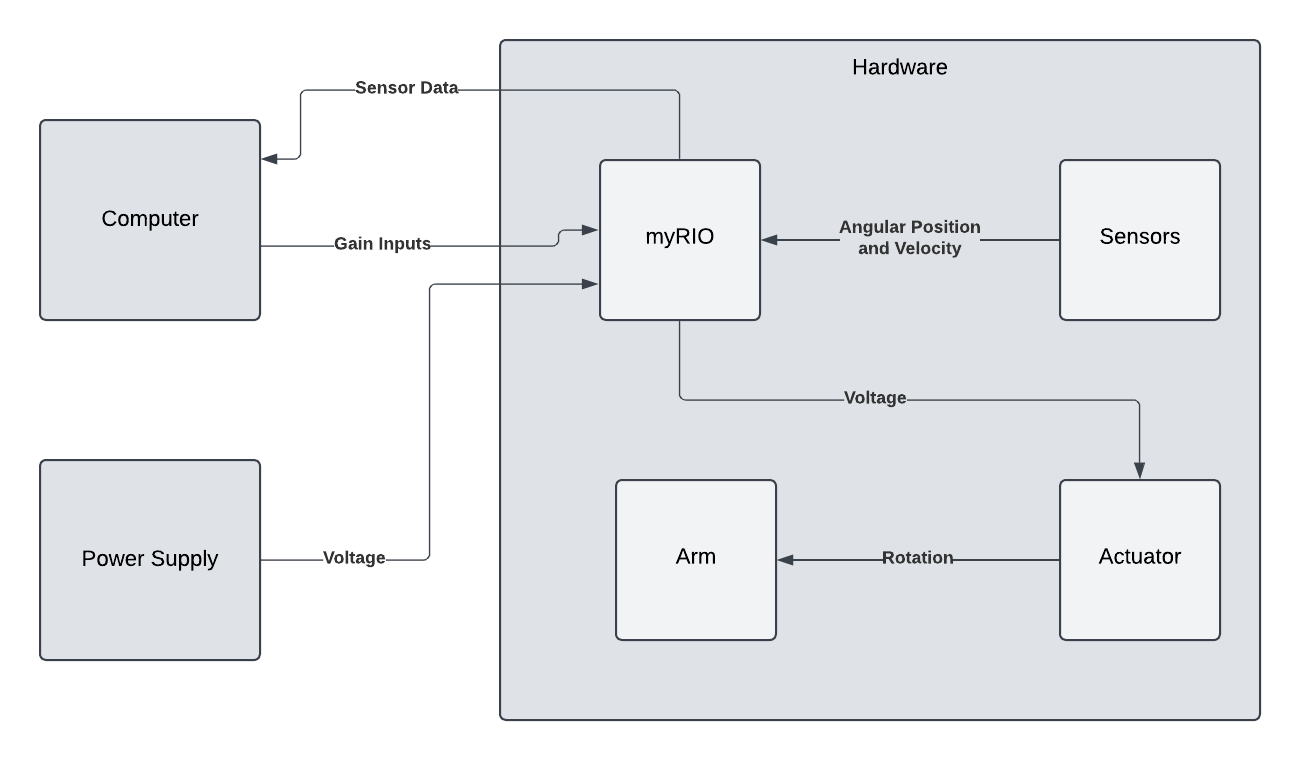 Hardware
Sensor Data
Computer
Gain Inputs
myRIO
Angular Position
and Velocity
Sensors
Voltage
Power Supply
Voltage
Arm
Rotation
Actuator